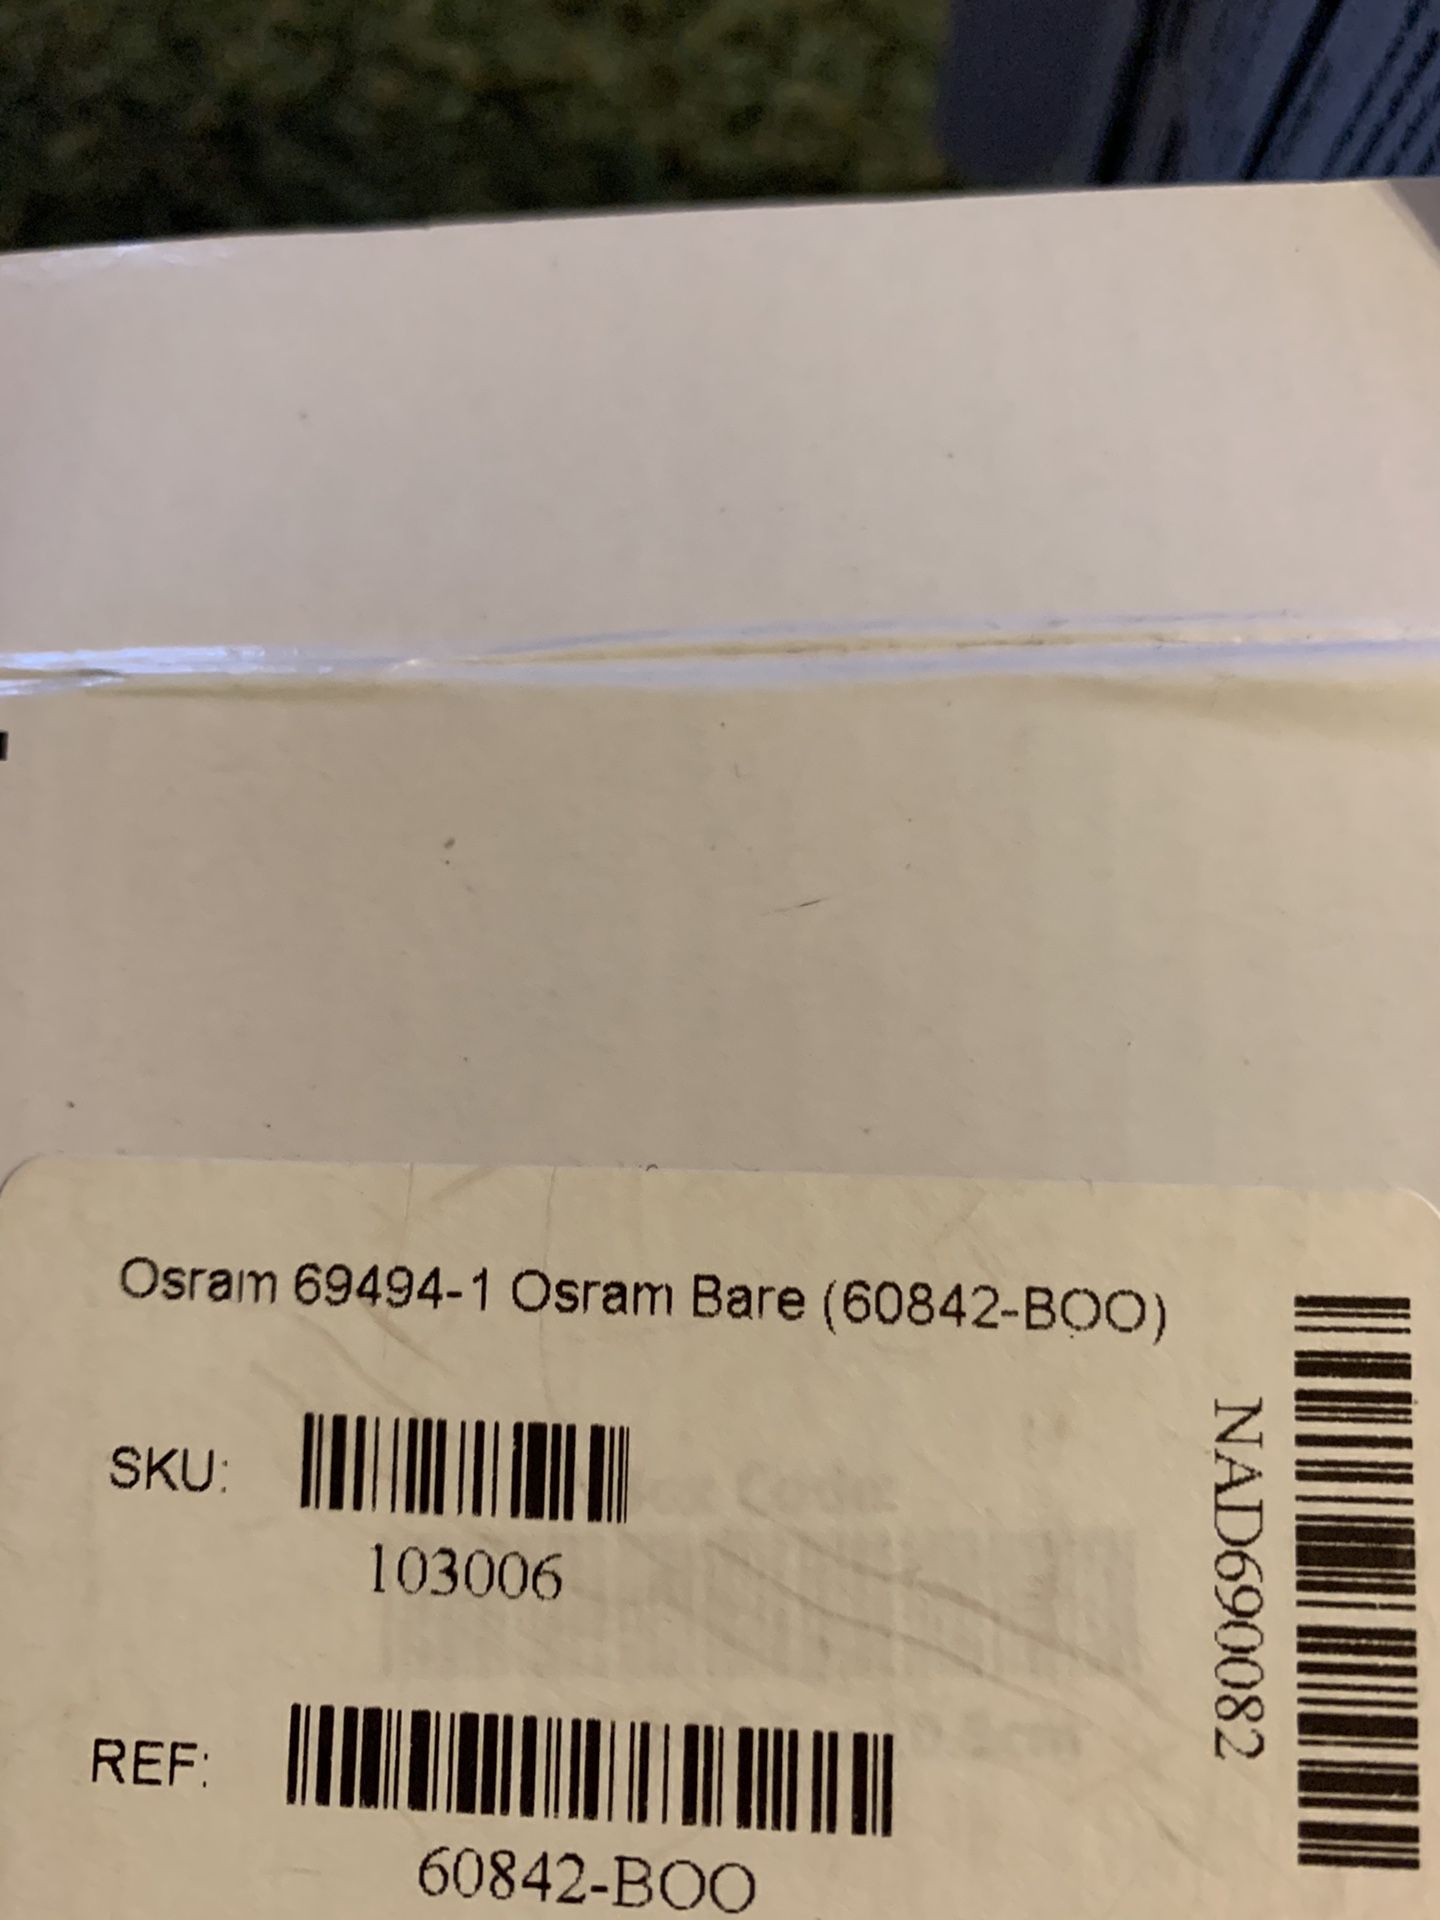 Osram 69494-1 Osram Bare (60842-BOO)
SKU:
103006
REF:
60842-BOO
NAD690082